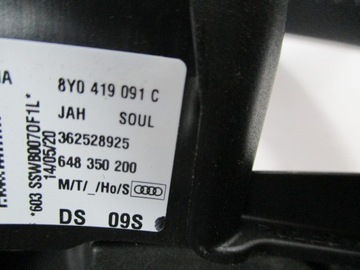 8Y0 419 091 C
JAH SOUL
362528925
648 350 200
M/T/_/Ho/S
DS 09S
14/05/20
*603 SSWB0070F1L*